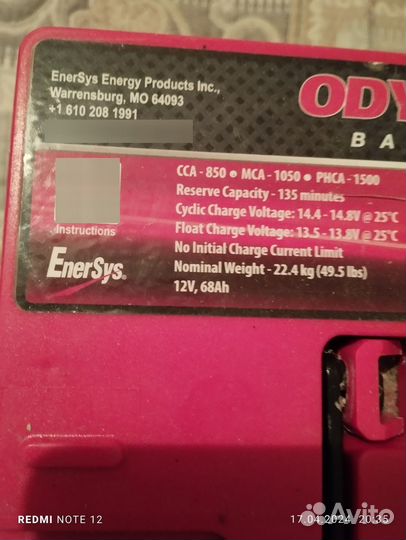 EnerSys Energy Products Inc.,
Warrensburg, MO 64093
+1.610 208 1991
ODY
BA
CCA - 850 ● MCA - 1050 ● PHCA - 1500
Reserve Capacity - 135 minutes
Cyclic Charge Voltage: 14.4 - 14.8V @ 25°C
Float Charge Voltage: 13.5 - 13.8V @ 25°C
No Initial Charge Current Limit
Nominal Weight - 22.4 kg (49.5 lbs)
12V, 68Ah
Instructions
EnerSys®
REDMI NOTE 12
17.04.2024 20:35
Avito